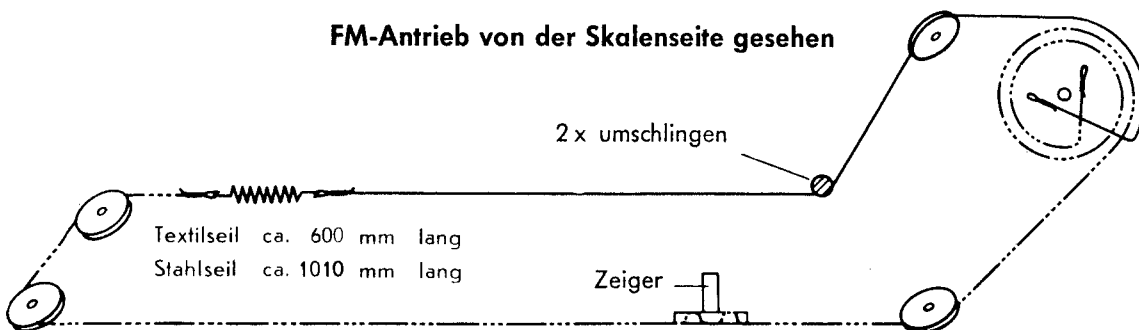 FM-Antrieb von der Skalenseite gesehen
2 x umschlingen
Textilseil ca. 600 mm lang
Stahlseil ca. 1010 mm lang
Zeiger